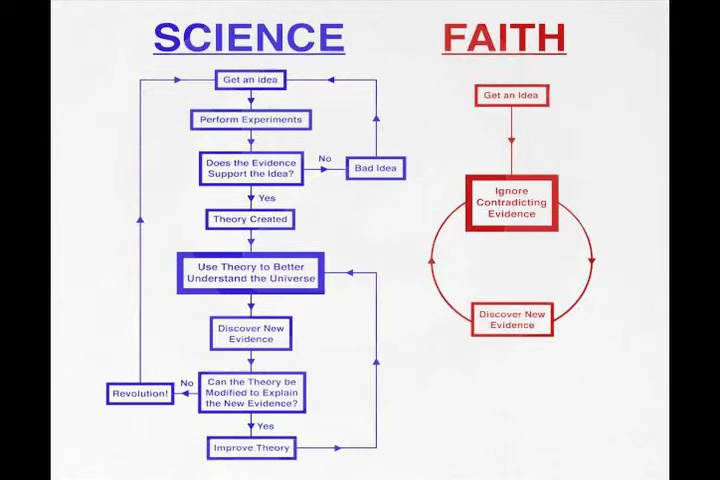 SCIENCE
Get an idea
Perform Experiments
Does the Evidence
Support the Idea?
No
Bad Idea
Yes
Theory Created
Use Theory to Better
Understand the Universe
Discover New
Evidence
Can the Theory be
Modified to Explain
the New Evidence?
No
Revolution!
Yes
Improve Theory
FAITH
Get an Idea
Ignore
Contradicting
Evidence
Discover New
Evidence